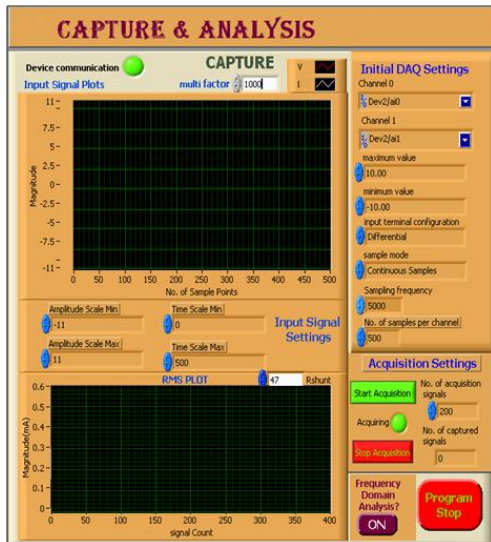 CAPTURE & ANALYSIS
Device communication
CAPTURE
V
I
Input Signal Plots
multi factor 1000
11
7.5
5
2.5
0
-2.5
-5
-7.5
-11
Magnitude
0 50 100 150 200 250 300 350 400 450 500
No. of Sample Points
Amplitude Scale Min
-11
Time Scale Min
0
Input Signal
Settings
Amplitude Scale Max
11
Time Scale Max
500
RMS PLOT
47 Rshunt
0.6
0.5
0.4
0.3
0.2
0.1
0
Magnitude(mA)
0 50 100 150 200 250 300 350 400
signal Count
Initial DAQ Settings
Channel 0
Dev2/ai0
Channel 1
Dev2/ai1
maximum value
10.00
minimum value
-10.00
input terminal configuration
Differential
sample mode
Continuous Samples
Sampling frequency
5000
No. of samples per channel
500
Acquisition Settings
Start Acquisition
No. of acquisition
signals
200
Acquiring
No. of captured
signals
0
Stop Acquisition
Frequency
Domain
Analysis?
ON
Program
Stop